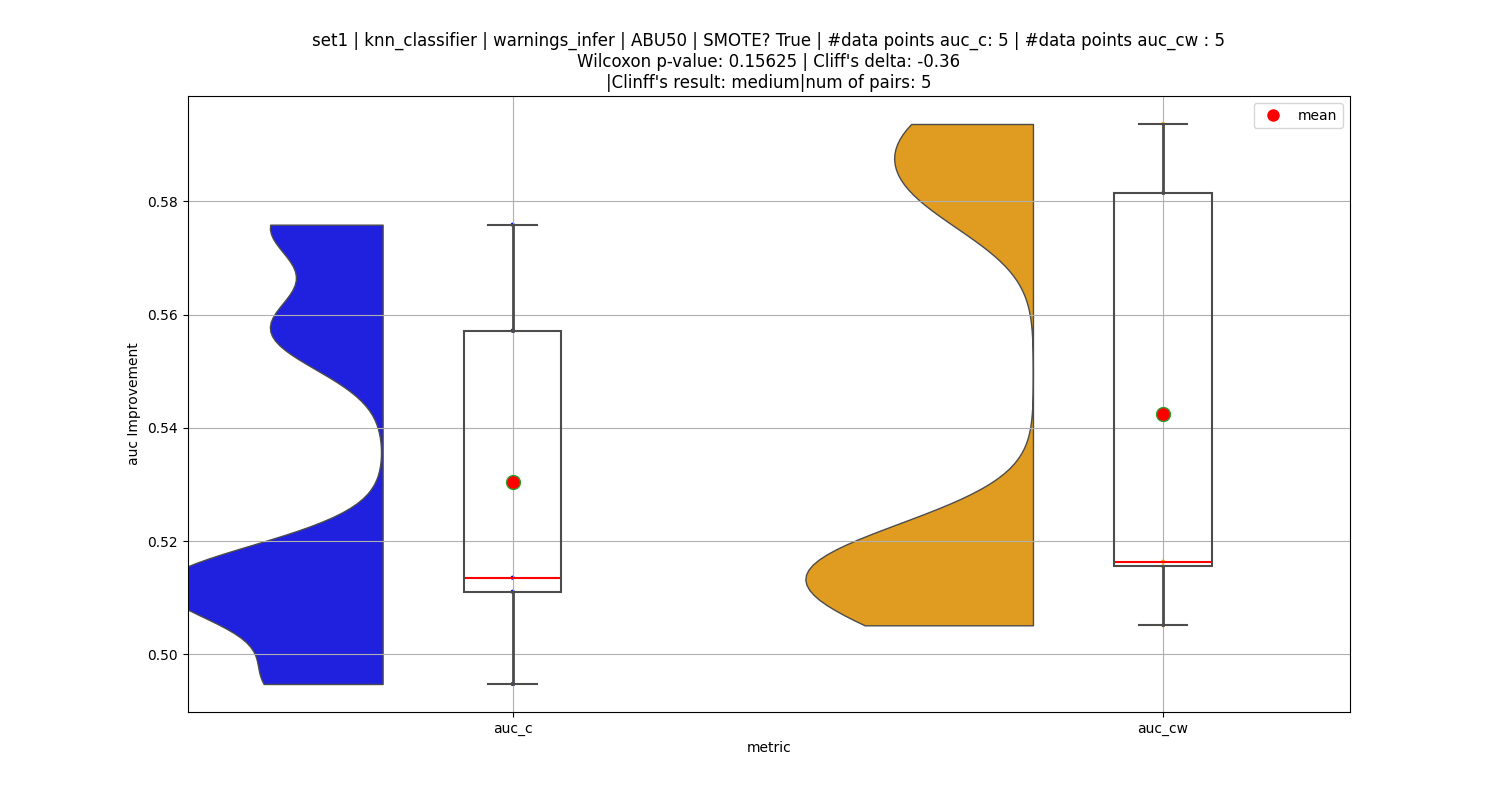 set1 | knn_classifier | warnings_infer | ABU50 | SMOTE? True | #data points auc_c: 5 | #data points auc_cw : 5
Wilcoxon p-value: 0.15625 | Cliff's delta: -0.36
|Clinff's result: medium|num of pairs: 5
mean
0.58
0.56
0.54
0.52
0.50
auc Improvement
auc_c
auc_cw
metric